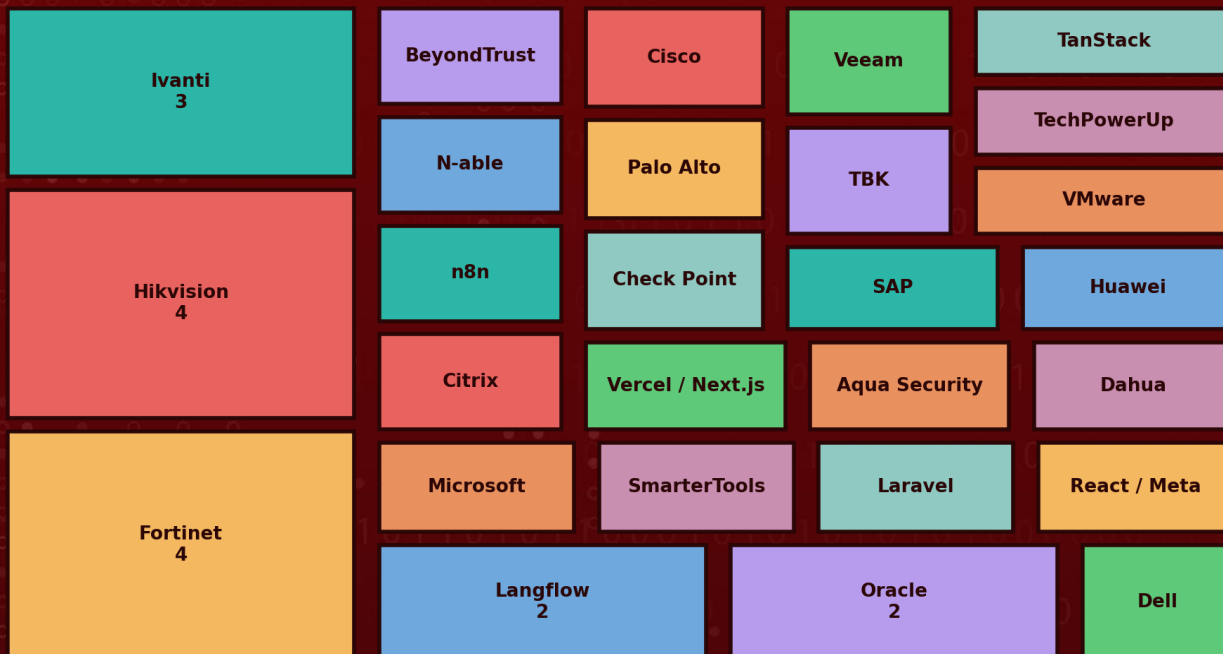 Ivanti
3
Hikvision
4
Fortinet
4
BeyondTrust
N-able
n8n
Citrix
Cisco
Palo Alto
Check Point
Veeam
TBK
TanStack
TechPowerUp
VMware
SAP
Huawei
Vercel / Next.js
Aqua Security
Dahua
Microsoft
SmarterTools
Laravel
React / Meta
Langflow
2
Oracle
2
Dell